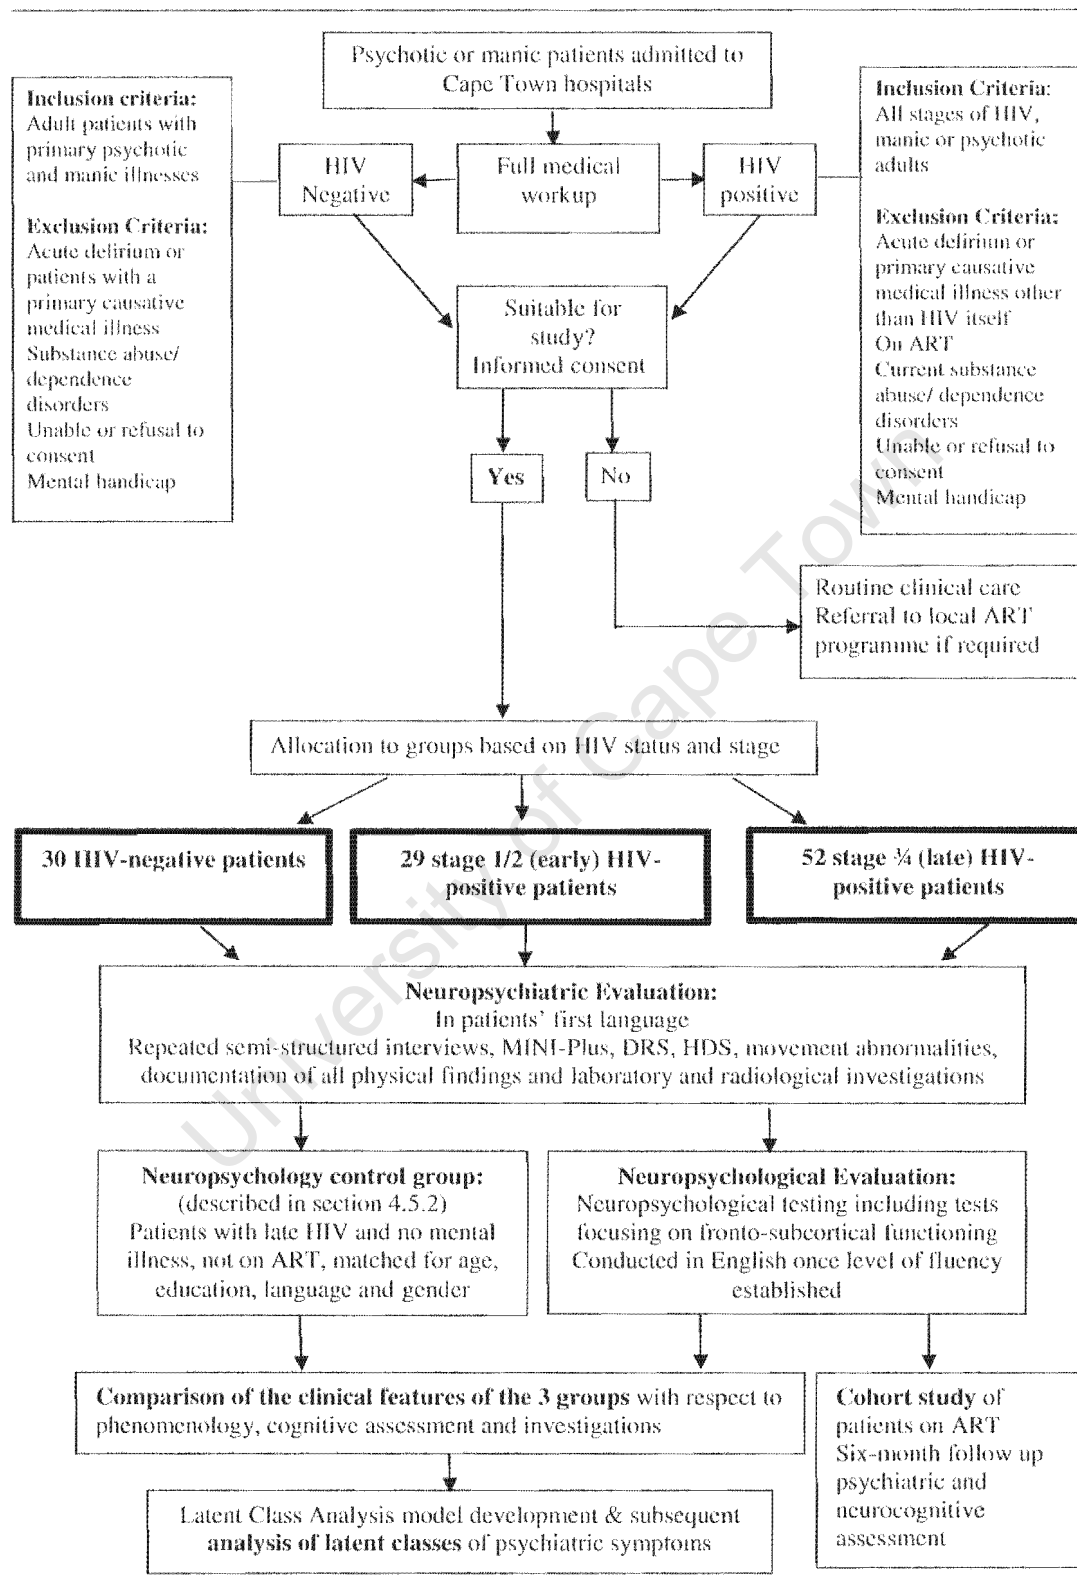 Psychotic or manic patients admitted to
Cape Town hospitals
Inclusion criteria:
Adult patients with
primary psychotic
and manic illnesses
Exclusion Criteria:
Acute delirium or
patients with a
primary causative
medical illness
Substance abuse/
dependence
disorders
Unable or refusal to
consent
Mental handicap
HIV
Negative
Full medical
workup
HIV
positive
Inclusion Criteria:
All stages of HIV,
manic or psychotic
adults
Exclusion Criteria:
Acute delirium or
primary causative
medical illness other
than HIV itself
On ART
Current substance
abuse/ dependence
disorders
Unable or refusal to
consent
Mental handicap
Suitable for
study?
Informed consent
Yes
No
Routine clinical care
Referral to local ART
programme if required
Allocation to groups based on HIV status and stage
30 HIV-negative patients
29 stage 1/2 (early) HIV-
positive patients
52 stage ¾ (late) HIV-
positive patients
Neuropsychiatric Evaluation:
In patients' first language
Repeated semi-structured interviews, MINI-Plus, DRS, HDS, movement abnormalities,
documentation of all physical findings and laboratory and radiological investigations
Neuropsychology control group:
(described in section 4.5.2)
Patients with late HIV and no mental
illness, not on ART, matched for age,
education, language and gender
Neuropsychological Evaluation:
Neuropsychological testing including tests
focusing on fronto-subcortical functioning
Conducted in English once level of fluency
established
Comparison of the clinical features of the 3 groups with respect to
phenomenology, cognitive assessment and investigations
Cohort study of
patients on ART
Six-month follow up
psychiatric and
neurocognitive
assessment
Latent Class Analysis model development & subsequent
analysis of latent classes of psychiatric symptoms
University of Cape Town